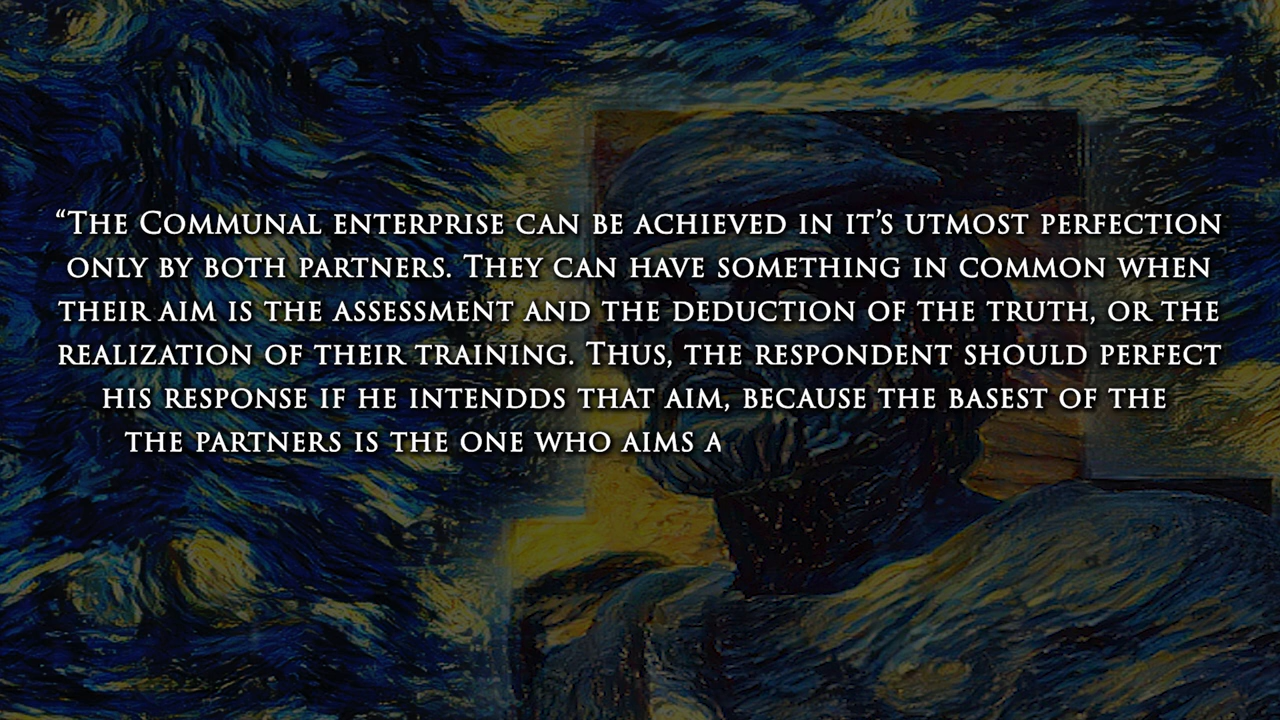 “The Communal enterprise can be achieved in it’s utmost perfection
only by both partners. They can have something in common when
their aim is the assessment and the deduction of the truth, or the
realization of their training. Thus, the respondent should perfect
his response if he intendds that aim, because the basest of the
the partners is the one who aims a